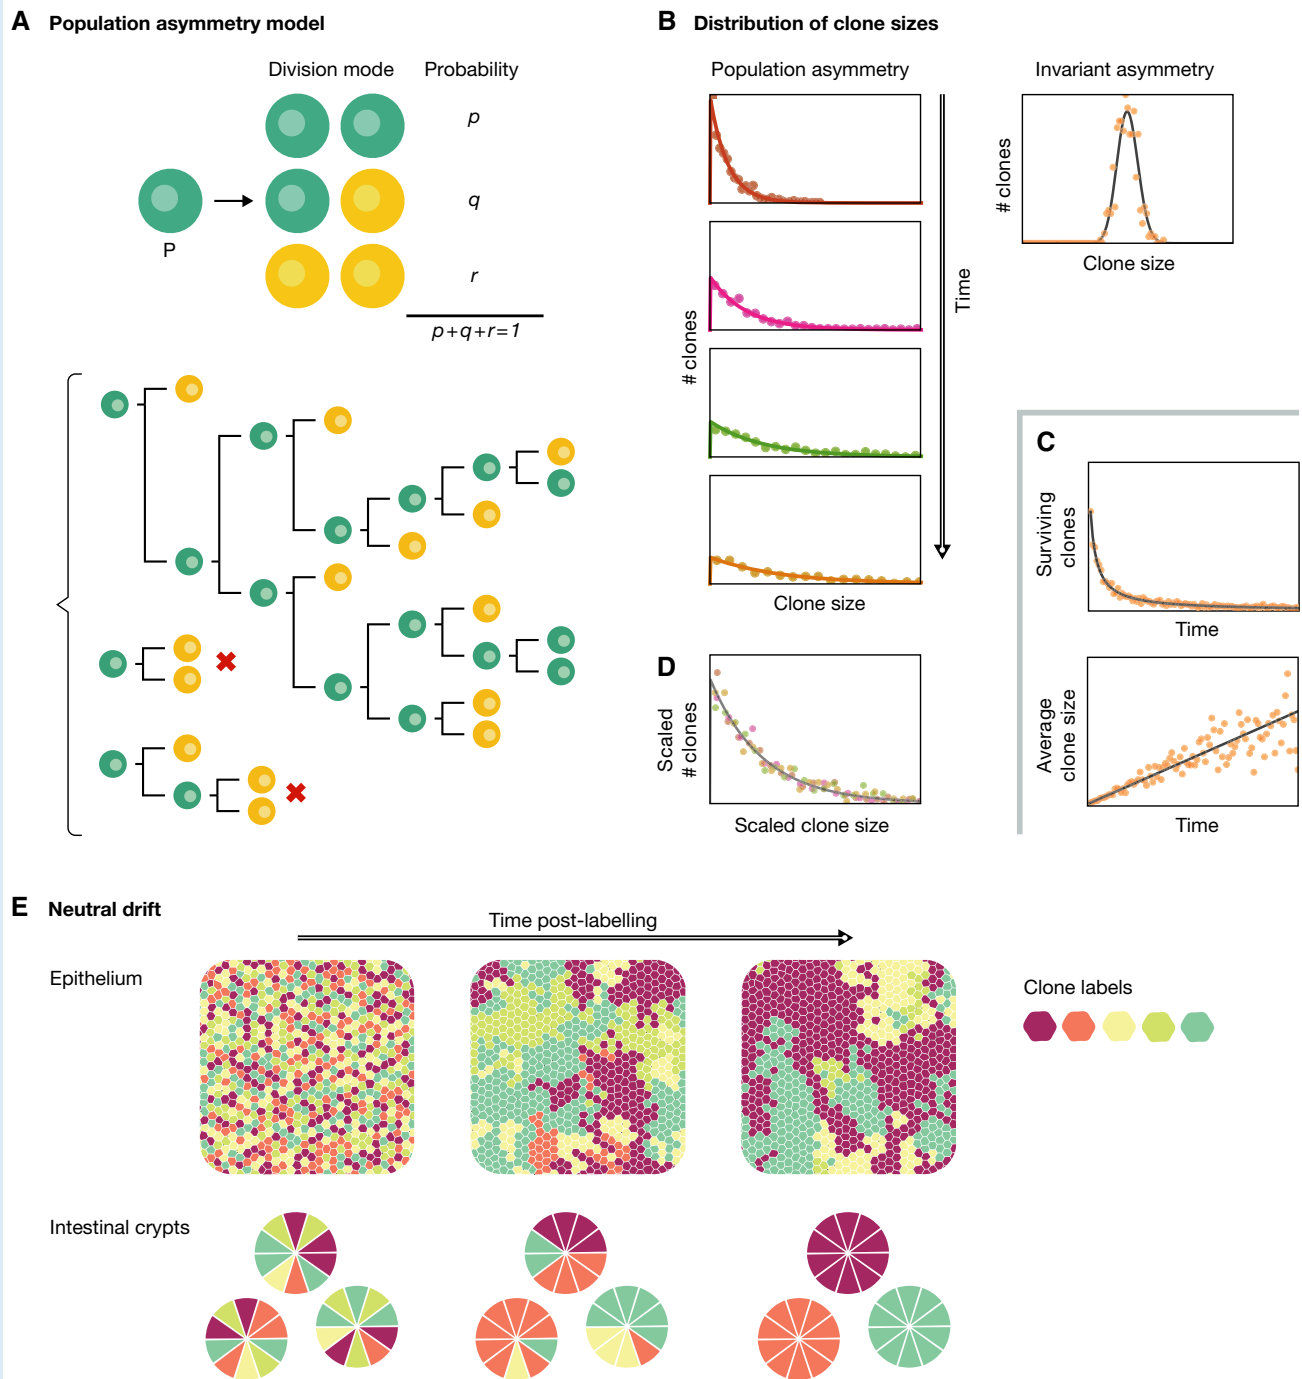 A Population asymmetry model
Division mode
Probability
p
P
q
r
p+q+r=1
B Distribution of clone sizes
Population asymmetry
# clones
Time
Clone size
Invariant asymmetry
# clones
Clone size
C
Surviving
clones
Time
Average
clone size
Time
D
Scaled
# clones
Scaled clone size
E Neutral drift
Time post-labelling
Epithelium
Clone labels
Intestinal crypts